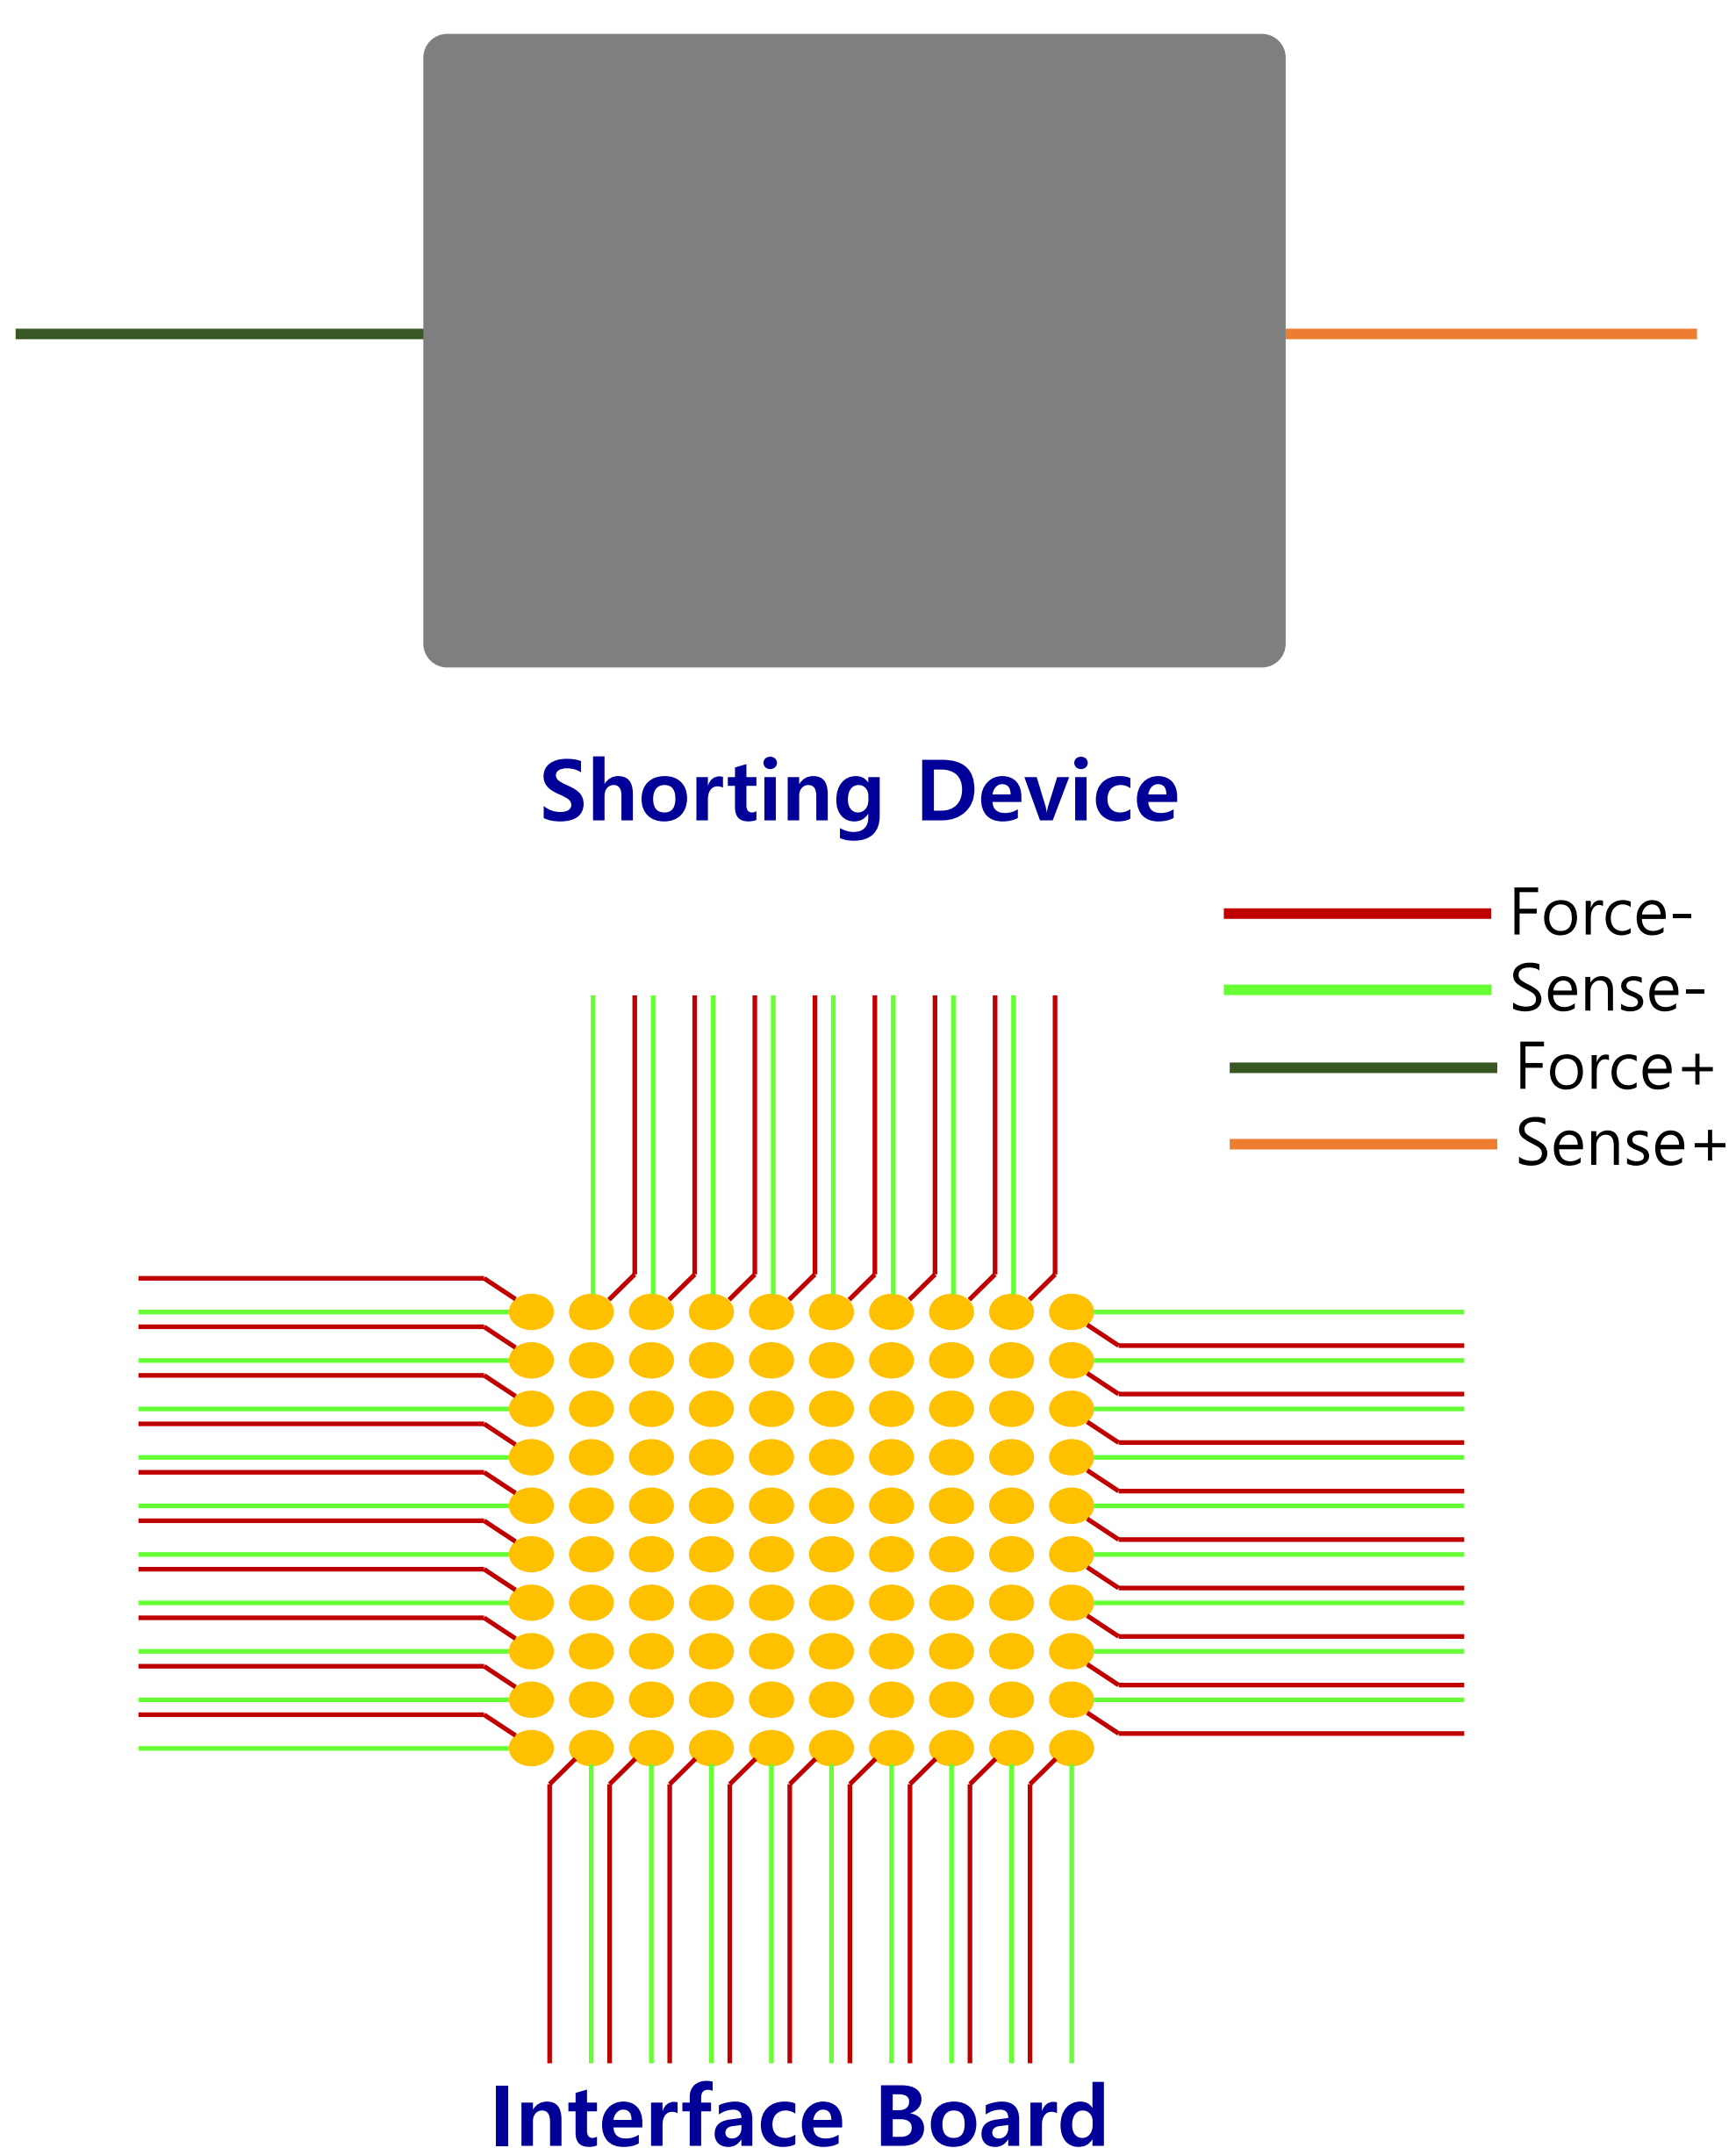 Shorting Device
Force-
Sense-
Force+
Sense+
Interface Board